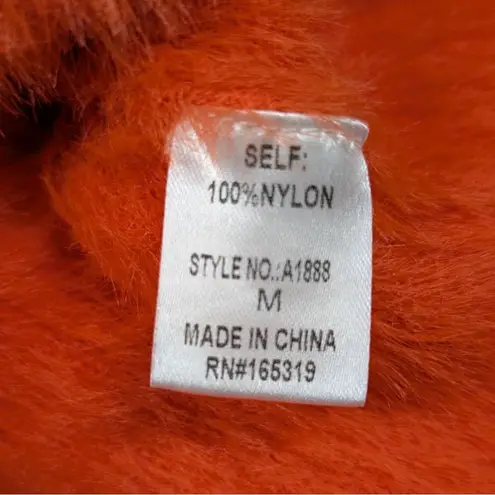 SELF:
100%NYLON
STYLE NO.:A1888
M
MADE IN CHINA
RN#165319